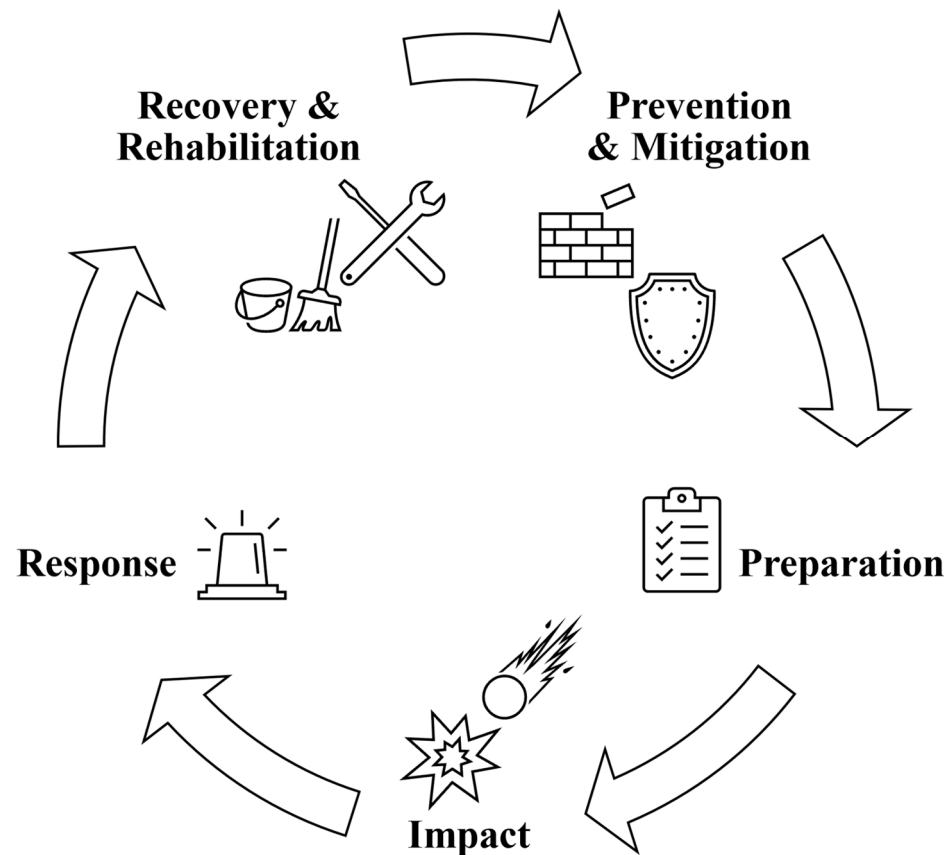 Recovery &
Rehabilitation
Prevention
& Mitigation
Response
Preparation
Impact